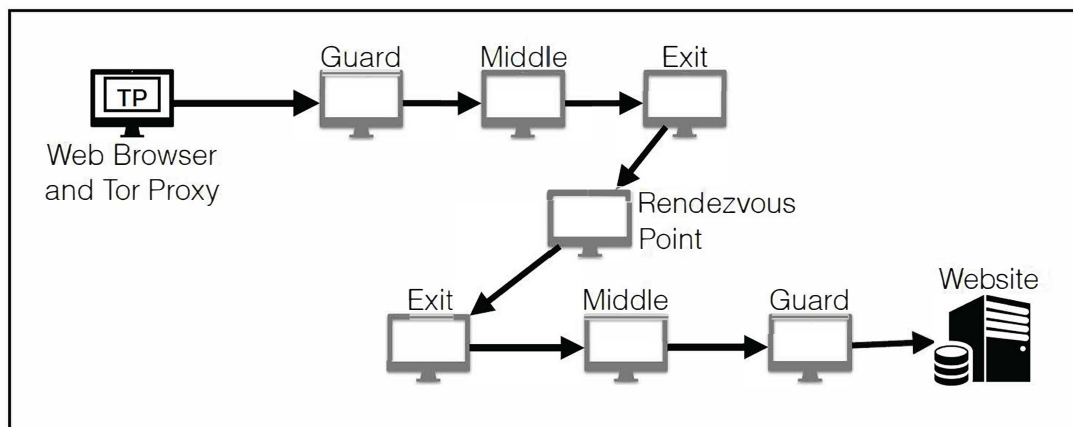 Guard
Middle
Exit
TP
Web Browser
and Tor Proxy
Rendezvous
Point
Exit
Middle
Guard
Website